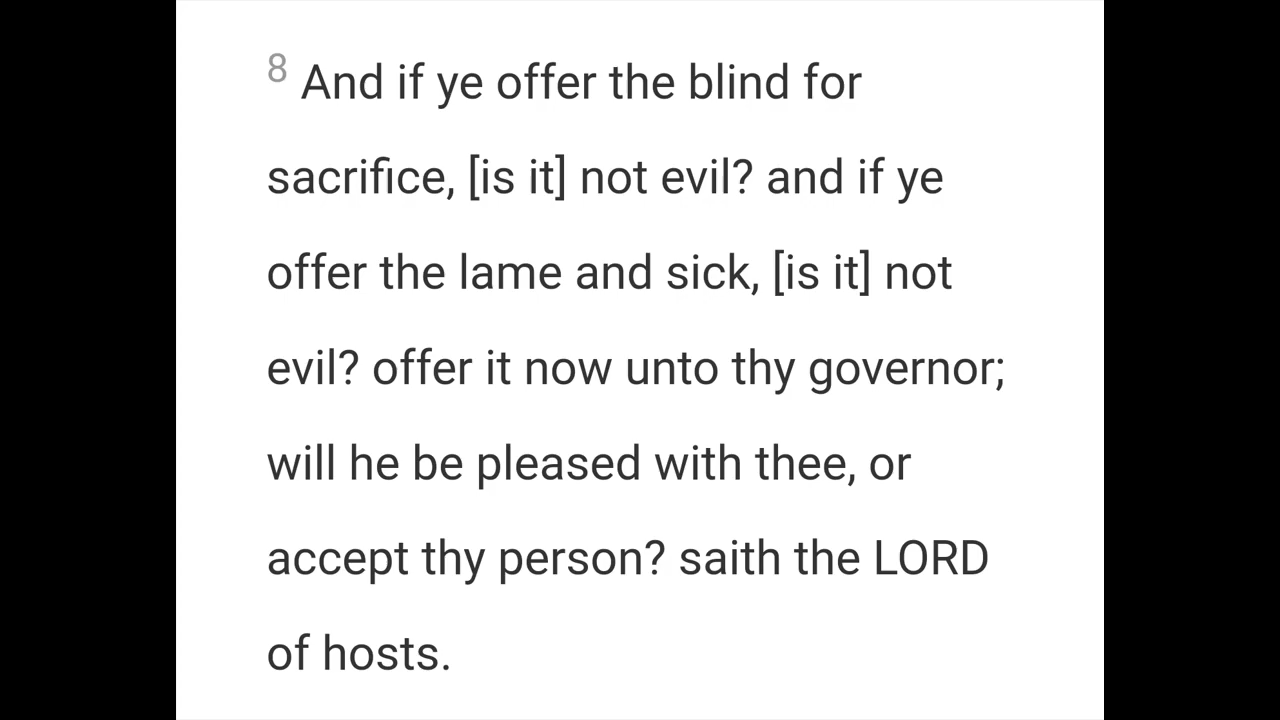 8 And if ye offer the blind for
sacrifice, [is it] not evil? and if ye
offer the lame and sick, [is it] not
evil? offer it now unto thy governor;
will he be pleased with thee, or
accept thy person? saith the LORD
of hosts.